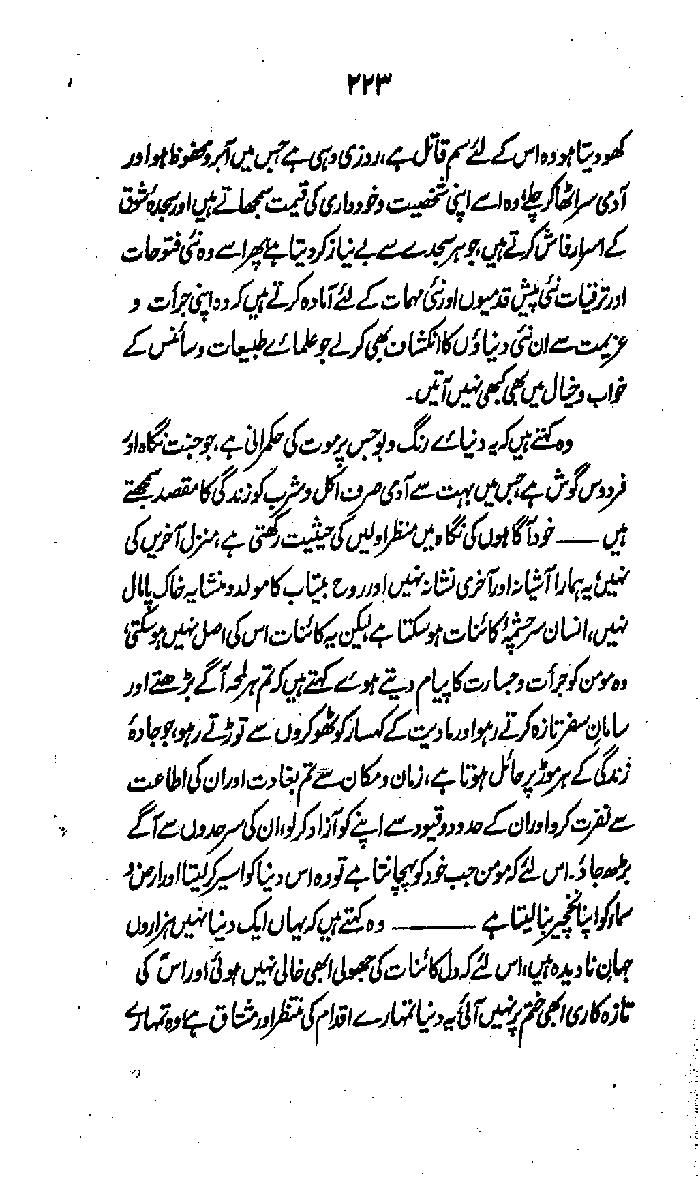 ۲۲۳
کھو دیتا ہو وہ اس کے لئے سم قاتل ہے، روزی وہی ہے جس میں آبرو محفوظ ہو اور
آدمی سر اٹھا کر چلے، وہ اسے اپنی شخصیت و خودداری کی قیمت سمجھاتے ہیں اور سجدہ شوق
کے اسرار فاش کرتے ہیں، جو ہر سجدے سے بے نیاز کر دیتا ہے پھر اسے وہ نئی فتوحات
اور ترقیات نئی پیش قدمیوں اور نئی مہمات کے لئے آمادہ کرتے ہیں کہ وہ اپنی جرأت و
عزیمت سے ان نئی دنیاؤں کا انکشاف بھی کرلے جو علمائے طبیعات و سائنس کے
خواب و خیال میں بھی کبھی نہیں آتیں۔
وہ کہتے ہیں کہ یہ دنیائے رنگ و بو جس پر موت کی حکمرانی ہے، جو جنت نگاہ اور
فردوس گوش ہے، جس میں بہت سے آدمی صرف اکل و شرب کو زندگی کا مقصد سمجھتے
ہیں —— خود آگاہوں کی نگاہ میں منظر اولیں کی حیثیت رکھتی ہے، منزل آخریں کی
نہیں، یہ ہمارا آشیانہ اور آخری نشانہ نہیں اور روح بیتاب کا مولد و منشا یہ خاک پامال
نہیں، انسان سرچشمۂ کائنات ہو سکتا ہے، لیکن یہ کائنات اس کی اصل نہیں ہو سکتی
وہ مومن کو جرأت و جسارت کا پیام دیتے ہوئے کہتے ہیں کہ تم ہر لمحہ آگے بڑھتے اور
سامانِ سفر تازہ کرتے رہو اور مادیت کے کہسار کو ٹھوکروں سے توڑتے رہو، جو جادۂ
زندگی کے ہر موڑ پر حائل ہوتا ہے، زمان و مکان سے تم بغاوت اور ان کی اطاعت
سے نفرت کرو اور ان کے حدود و قیود سے اپنے کو آزاد کرلو، ان کی سرحدوں سے آگے
بڑھ جاؤ۔ اس لئے کہ مومن جب خود کو پہچانتا ہے تو وہ اس دنیا کو اسیر کر لیتا اور ارض و
سماء کو اپنا نخچیر بنا لیتا ہے ——— وہ کہتے ہیں کہ یہاں ایک دنیا نہیں ہزاروں
جہان نادیدہ ہیں، اس لئے کہ دل کائنات کی جھولی ابھی خالی نہیں ہوئی اور اس کی
تازہ کاری ابھی ختم پر نہیں آئی یہ دنیا تمہارے اقدام کی منتظر اور مشتاق ہے، وہ تمہارے